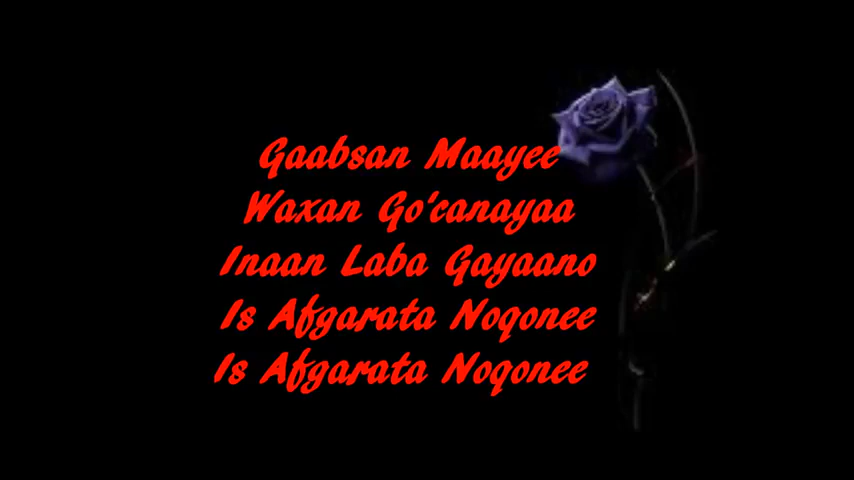 Gaabsan Maayee
Waxan Go'canayaa
Inaan Laba Gayaano
Is Afgarata Noqonee
Is Afgarata Noqonee